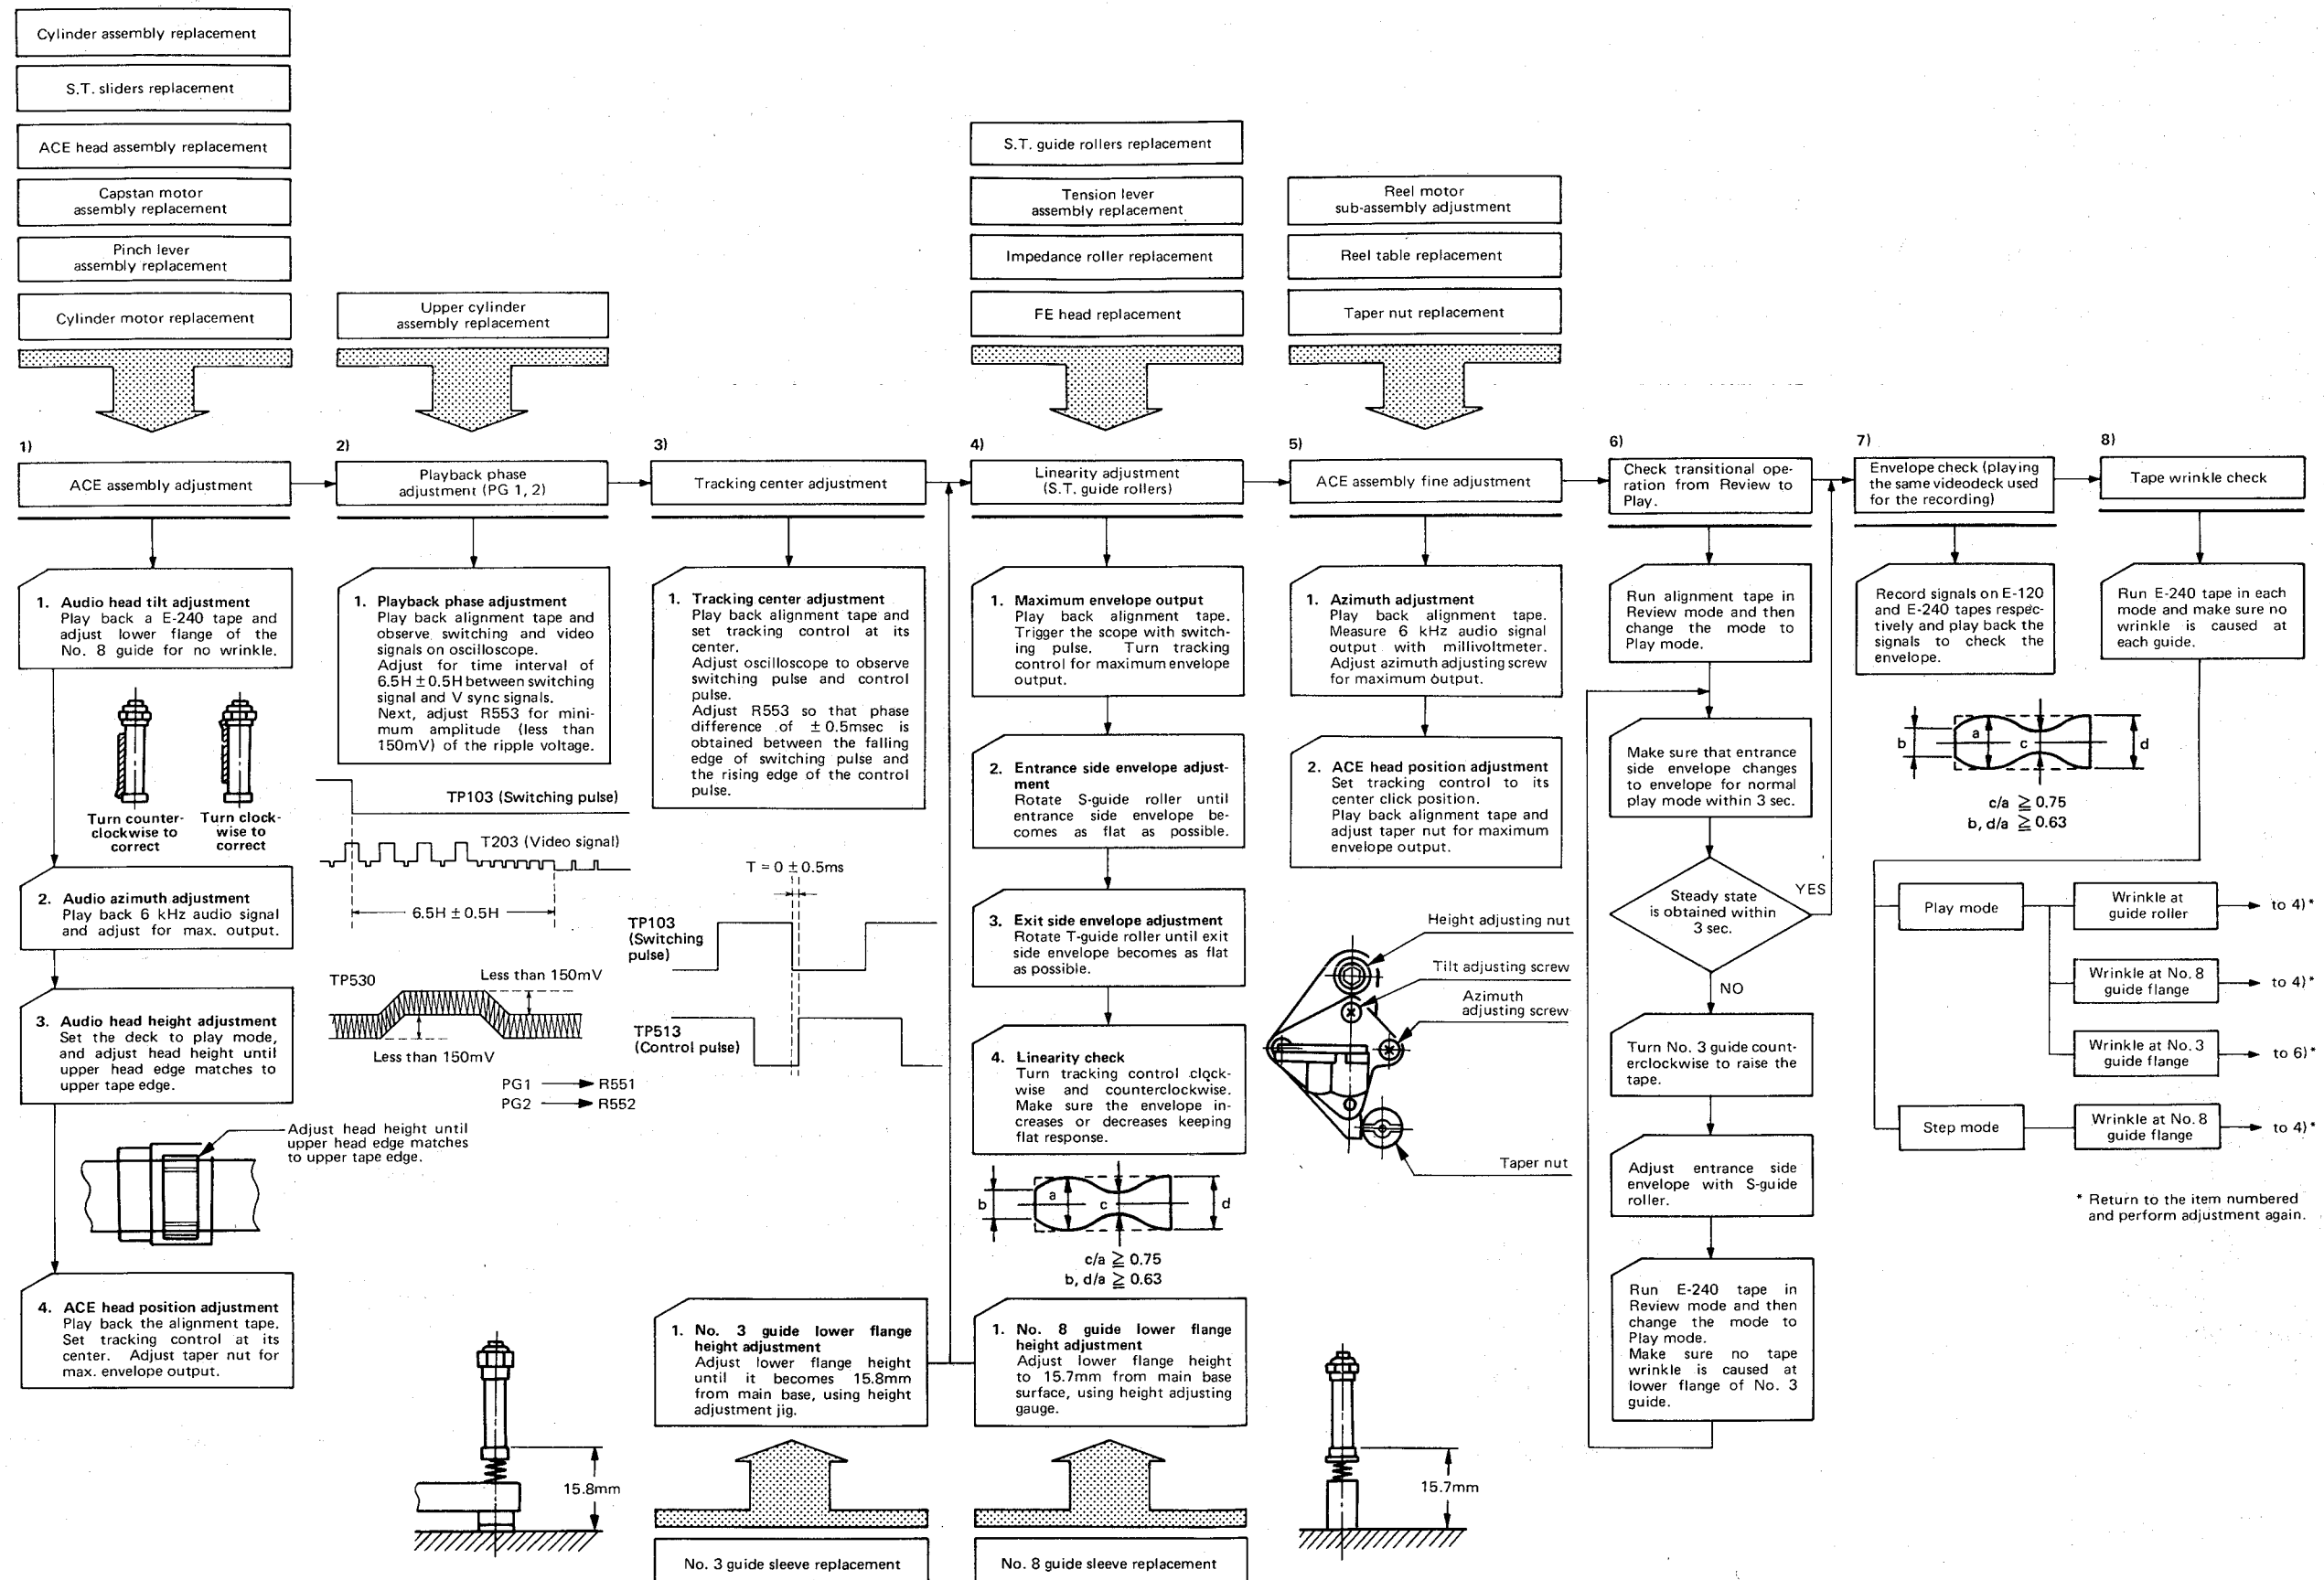 Cylinder assembly replacement
S.T. sliders replacement
ACE head assembly replacement
Capstan motor
assembly replacement
Pinch lever
assembly replacement
Cylinder motor replacement
Upper cylinder
assembly replacement
S.T. guide rollers replacement
Tension lever
assembly replacement
Impedance roller replacement
FE head replacement
Reel motor
sub-assembly adjustment
Reel table replacement
Taper nut replacement
1)
ACE assembly adjustment
2)
Playback phase
adjustment (PG 1, 2)
3)
Tracking center adjustment
4)
Linearity adjustment
(S.T. guide rollers)
5)
ACE assembly fine adjustment
6)
Check transitional ope-
ration from Review to
Play.
7)
Envelope check (playing
the same videodeck used
for the recording)
8)
Tape wrinkle check
1. Audio head tilt adjustment
Play back a E-240 tape and
adjust lower flange of the
No. 8 guide for no wrinkle.
Turn counter-
clockwise to
correct
Turn clock-
wise to
correct
2. Audio azimuth adjustment
Play back 6 kHz audio signal
and adjust for max. output.
3. Audio head height adjustment
Set the deck to play mode,
and adjust head height until
upper head edge matches to
upper tape edge.
Adjust head height until
upper head edge matches
to upper tape edge.
4. ACE head position adjustment
Play back the alignment tape.
Set tracking control at its
center. Adjust taper nut for
max. envelope output.
1. Playback phase adjustment
Play back alignment tape and
observe switching and video
signals on oscilloscope.
Adjust for time interval of
6.5H ± 0.5H between switching
signal and V sync signals.
Next, adjust R553 for mini-
mum amplitude (less than
150mV) of the ripple voltage.
TP103 (Switching pulse)
T203 (Video signal)
6.5H ± 0.5H
TP530
Less than 150mV
Less than 150mV
PG1 → R551
PG2 → R552
15.8mm
1. Tracking center adjustment
Play back alignment tape and
set tracking control at its
center.
Adjust oscilloscope to observe
switching pulse and control
pulse.
Adjust R553 so that phase
difference of ± 0.5msec is
obtained between the falling
edge of switching pulse and
the rising edge of the control
pulse.
T = 0 ± 0.5ms
TP103
(Switching
pulse)
TP513
(Control pulse)
1. No. 3 guide lower flange
height adjustment
Adjust lower flange height
until it becomes 15.8mm
from main base, using height
adjustment jig.
No. 3 guide sleeve replacement
1. Maximum envelope output
Play back alignment tape.
Trigger the scope with switch-
ing pulse. Turn tracking
control for maximum envelope
output.
2. Entrance side envelope adjust-
ment
Rotate S-guide roller until
entrance side envelope be-
comes as flat as possible.
3. Exit side envelope adjustment
Rotate T-guide roller until exit
side envelope becomes as flat
as possible.
4. Linearity check
Turn tracking control clock-
wise and counterclockwise.
Make sure the envelope in-
creases or decreases keeping
flat response.
b a c d
c/a ≧ 0.75
b, d/a ≧ 0.63
1. No. 8 guide lower flange
height adjustment
Adjust lower flange height
to 15.7mm from main base
surface, using height adjusting
gauge.
No. 8 guide sleeve replacement
1. Azimuth adjustment
Play back alignment tape.
Measure 6 kHz audio signal
output with millivoltmeter.
Adjust azimuth adjusting screw
for maximum output.
2. ACE head position adjustment
Set tracking control to its
center click position.
Play back alignment tape and
adjust taper nut for maximum
envelope output.
Height adjusting nut
Tilt adjusting screw
Azimuth
adjusting screw
Taper nut
15.7mm
Run alignment tape in
Review mode and then
change the mode to
Play mode.
Make sure that entrance
side envelope changes
to envelope for normal
play mode within 3 sec.
Steady state
is obtained within
3 sec.
YES
NO
Turn No. 3 guide count-
erclockwise to raise the
tape.
Adjust entrance side
envelope with S-guide
roller.
Run E-240 tape in
Review mode and then
change the mode to
Play mode.
Make sure no tape
wrinkle is caused at
lower flange of No. 3
guide.
Record signals on E-120
and E-240 tapes respec-
tively and play back the
signals to check the
envelope.
b a c d
c/a ≧ 0.75
b, d/a ≧ 0.63
Run E-240 tape in each
mode and make sure no
wrinkle is caused at
each guide.
Play mode
Wrinkle at
guide roller
to 4)*
Wrinkle at No. 8
guide flange
to 4)*
Wrinkle at No. 3
guide flange
to 6)*
Step mode
Wrinkle at No. 8
guide flange
to 4)*
* Return to the item numbered
and perform adjustment again.